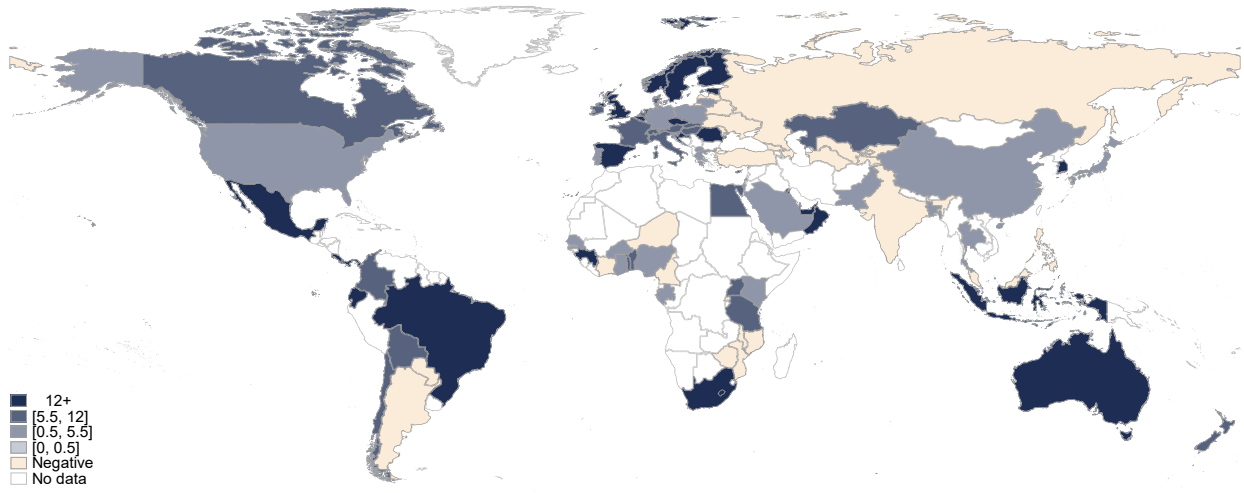 12+
[5.5, 12]
[0.5, 5.5]
[0, 0.5]
Negative
No data